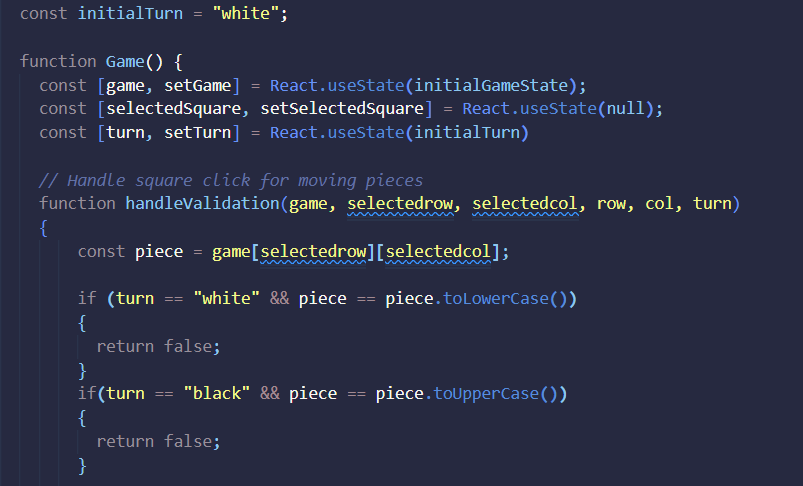 const initialTurn = "white";
function Game() {
const [game, setGame] = React.useState(initialGameState);
const [selectedSquare, setSelectedSquare] = React.useState(null);
const [turn, setTurn] = React.useState(initialTurn)
// Handle square click for moving pieces
function handleValidation(game, selectedrow, selectedcol, row, col, turn)
{
const piece = game[selectedrow][selectedcol];
if (turn == "white" && piece == piece.toLowerCase())
{
return false;
}
if(turn == "black" && piece == piece.toUpperCase())
{
return false;
}